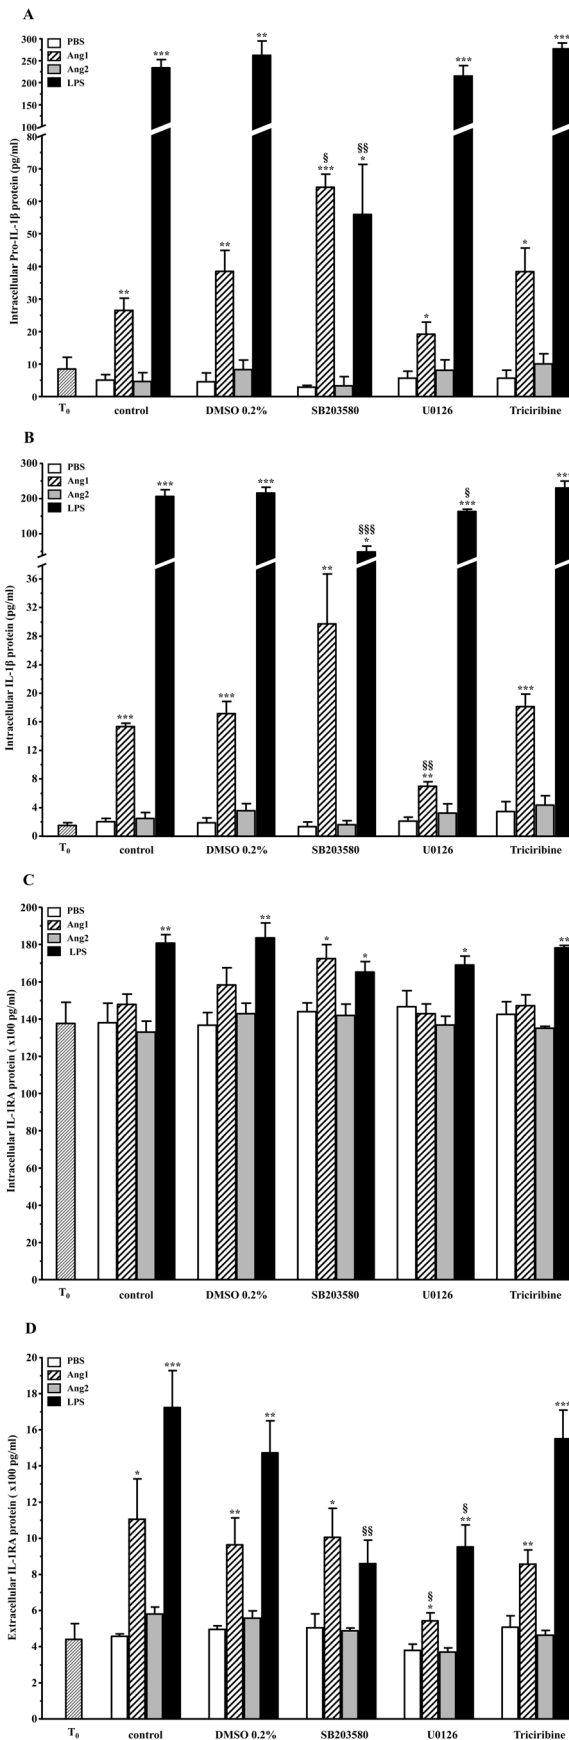 A
PBS
Ang1
Ang2
LPS
Intracellular Pro-IL-1β protein (pg/ml)
300
250
200
150
100
80
70
60
50
40
30
20
10
0
**
***
**
**
§
***
§§
*
*
***
*
***
T0
control
DMSO 0.2%
SB203580
U0126
Triciribine
B
PBS
Ang1
Ang2
LPS
Intracellular IL-1β protein (pg/ml)
300
200
100
36
32
28
24
20
16
12
8
4
0
***
***
***
***
**
§§§
*
§§
**
§
***
***
***
T0
control
DMSO 0.2%
SB203580
U0126
Triciribine
C
PBS
Ang1
Ang2
LPS
Intracellular IL-1RA protein ( x100 pg/ml)
200
180
160
140
120
100
80
60
40
20
0
**
**
*
*
*
**
T0
control
DMSO 0.2%
SB203580
U0126
Triciribine
D
PBS
Ang1
Ang2
LPS
Extracellular IL-1RA protein ( x100 pg/ml)
20
18
16
14
12
10
8
6
4
2
0
*
***
**
**
*
§§
§
*
§
**
**
***
T0
control
DMSO 0.2%
SB203580
U0126
Triciribine